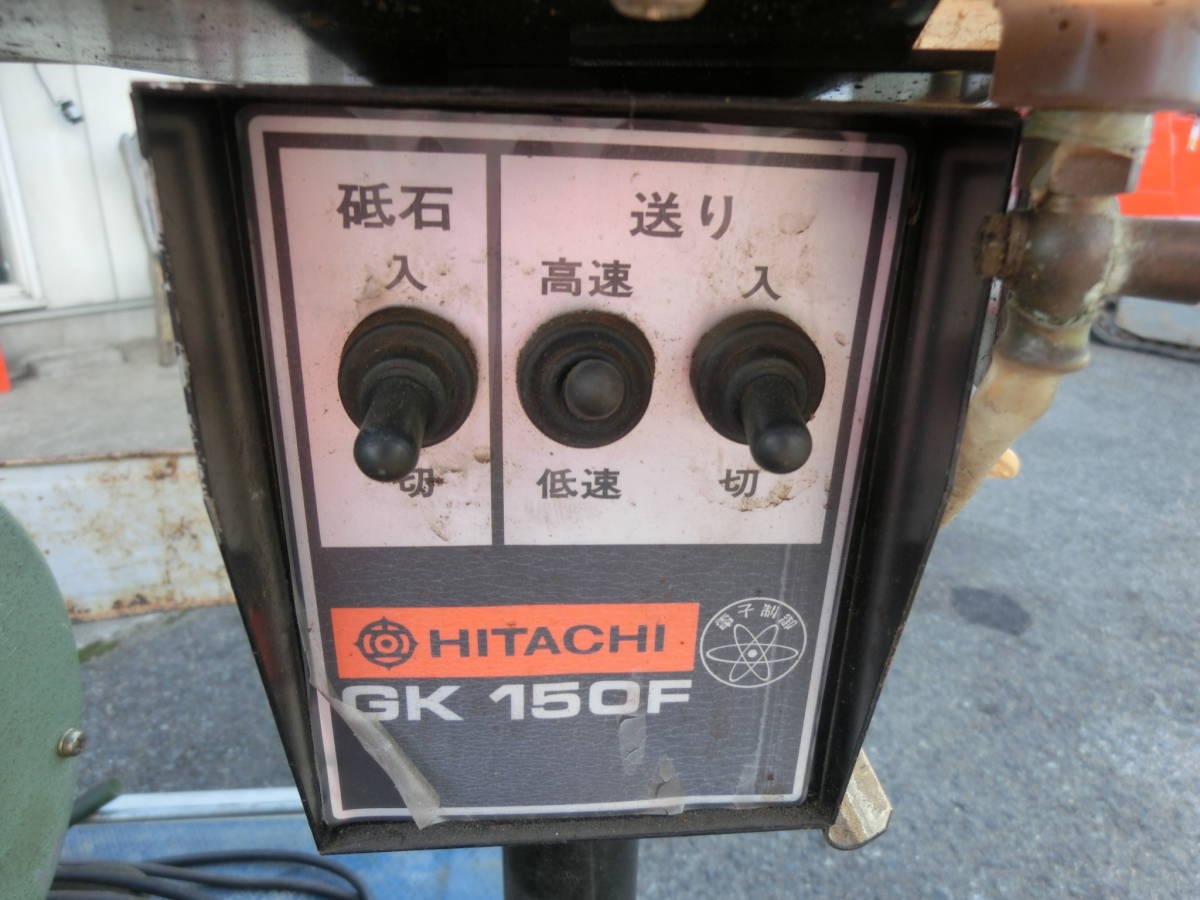 砥石
入
切
送り
高速
入
低速
切
HITACHI
電子制御
GK 150F